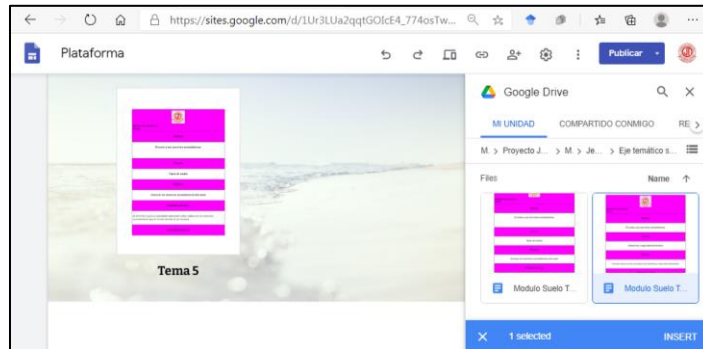 https://sites.google.com/d/1Ur3LUa2qqtGOIcE4_774osTw...
Plataforma
Publicar
Google Drive
MI UNIDAD COMPARTIDO CONMIGO RE
M. > Proyecto J... > M. > Je... > Eje temático s...
Files Name
Modulo Suelo T... Modulo Suelo T...
Tema 5
1 selected INSERT